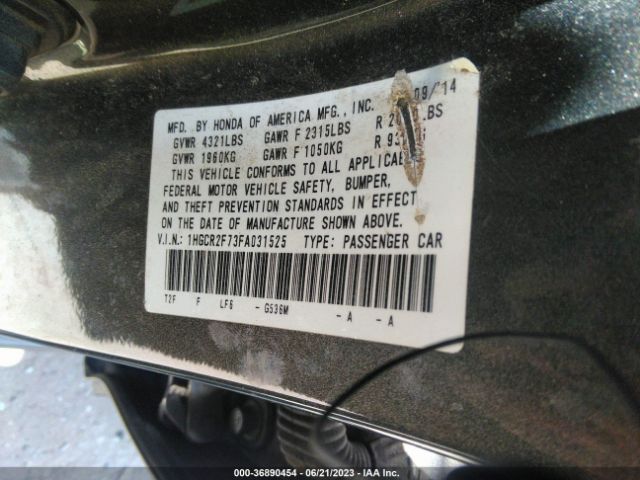 MFD. BY HONDA OF AMERICA MFG., INC. 09/14
GVWR 4321LBS GAWR F 2315LBS R LBS
GVWR 1960KG GAWR F 1050KG R
THIS VEHICLE CONFORMS TO ALL APPLICABLE
FEDERAL MOTOR VEHICLE SAFETY, BUMPER,
AND THEFT PREVENTION STANDARDS IN EFFECT
ON THE DATE OF MANUFACTURE SHOWN ABOVE.
V.I.N.: 1HGCR2F73FA031525 TYPE: PASSENGER CAR
T2F F LF6 - G536M - A - A
000-36890454 / 06/21/2023 / IAA Inc.